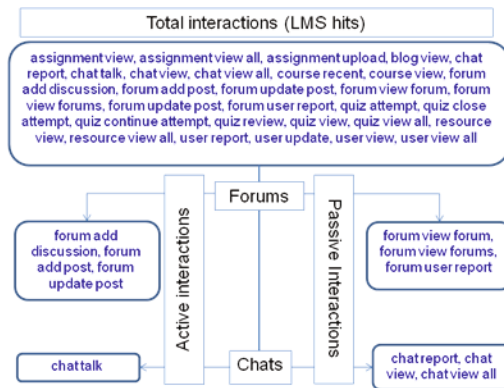 Total interactions (LMS hits)
assignment view, assignment view all, assignment upload, blog view, chat
report, chat talk, chat view, chat view all, course recent, course view, forum
add discussion, forum add post, forum update post, forum view forum, forum
view forums, forum update post, forum user report, quiz attempt, quiz close
attempt, quiz continue attempt, quiz review, quiz view, quiz view all, resource
view, resource view all, user report, user update, user view, user view all
Forums
Active interactions
Passive Interactions
forum add
discussion, forum
add post, forum
update post
forum view forum,
forum view forums,
forum user report
chat talk
Chats
chat report, chat
view, chat view all